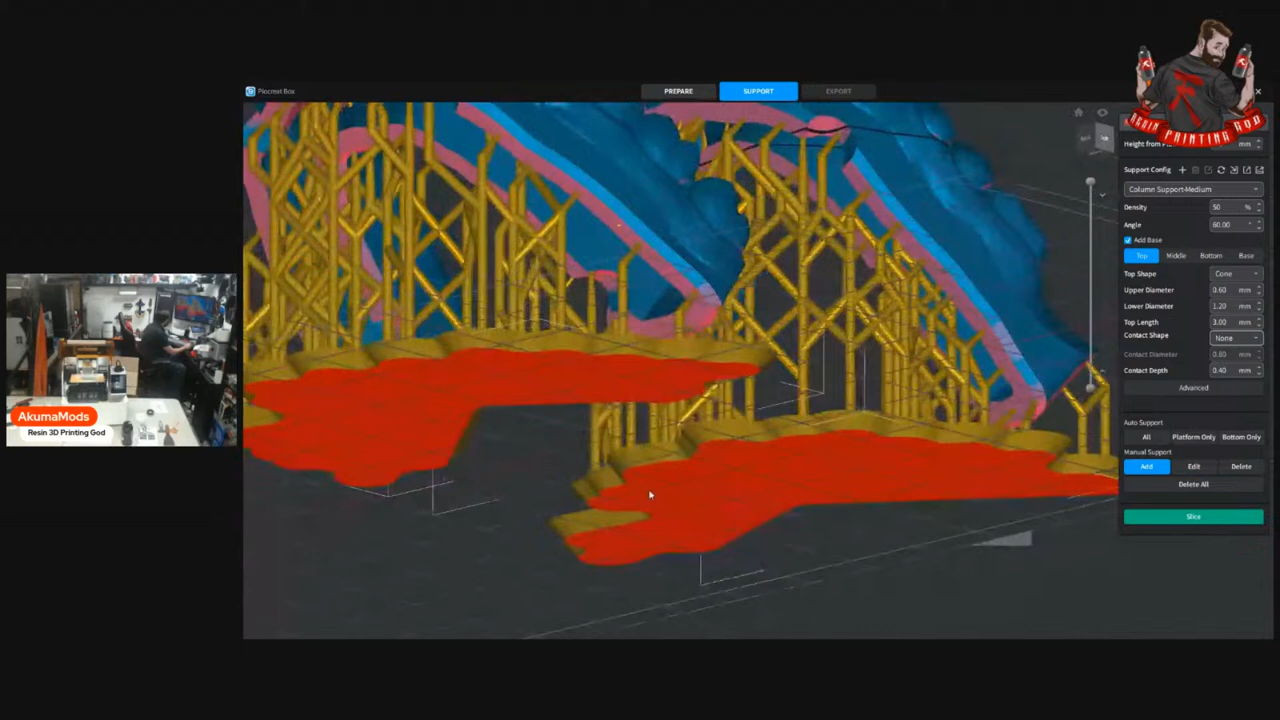 RESIN PRINTING GOD
Piocreat Box
PREPARE
SUPPORT
EXPORT
mm
Support Config
Column Support-Medium
Density 50 %
Angle 60.00 °
Add Base
Top Middle Bottom Base
Top Shape Cone
Upper Diameter 0.60 mm
Lower Diameter 1.20 mm
Top Length 3.00 mm
Contact Shape None
Contact Diameter 0.80 mm
Contact Depth 0.40 mm
Advanced
Auto Support
All Platform Only Bottom Only
Manual Support
Add Edit Delete
Delete All
Slice
AkumaMods
Resin 3D Printing God